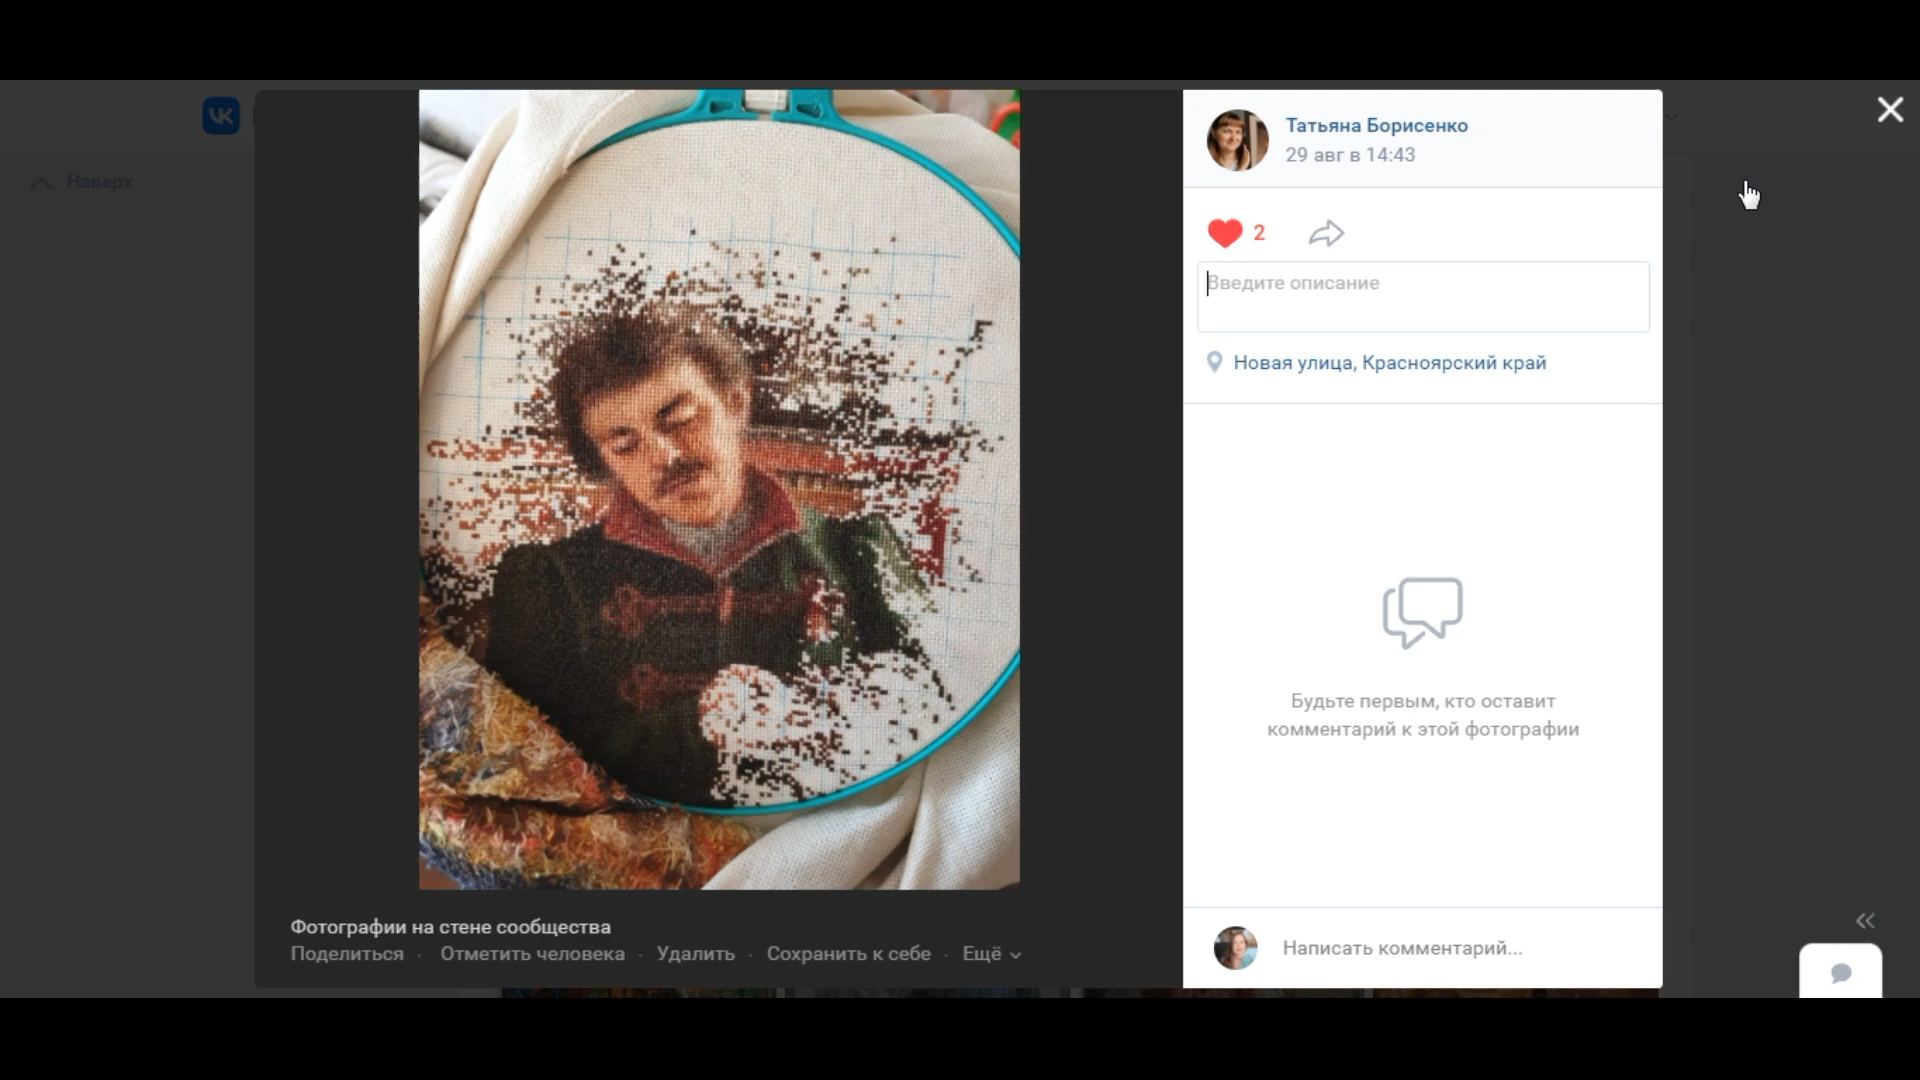 VK
Наверх
Татьяна Борисенко
29 авг в 14:43
2
Введите описание
Новая улица, Красноярский край
Будьте первым, кто оставит
комментарий к этой фотографии
Фотографии на стене сообщества
Поделиться · Отметить человека · Удалить · Сохранить к себе · Ещё
Написать комментарий...